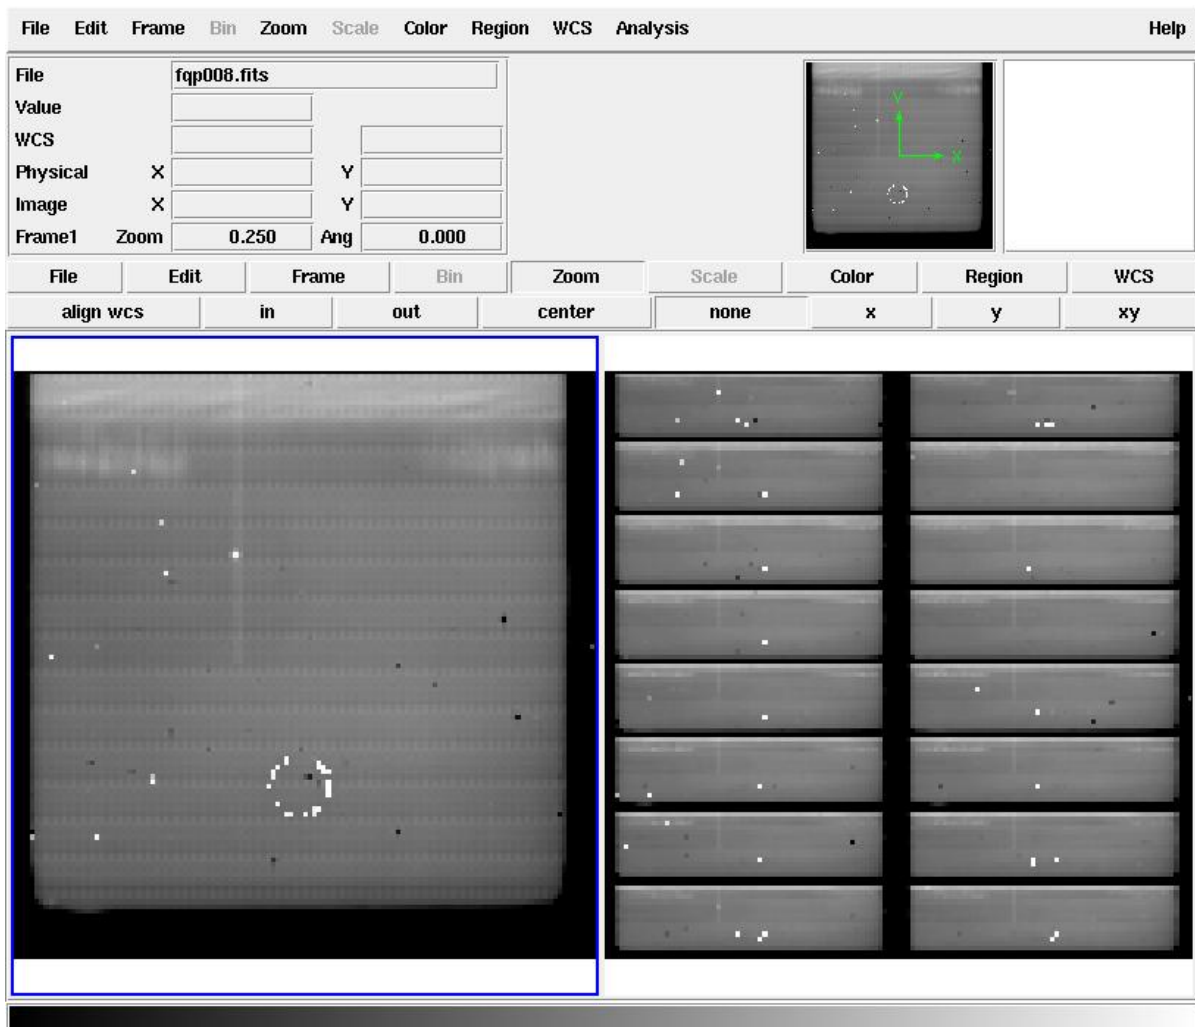 File Edit Frame Bin Zoom Scale Color Region WCS Analysis Help
File fqp008.fits
Value
WCS
Physical X Y
Image X Y
Frame1 Zoom 0.250 Ang 0.000
Y
X
File Edit Frame Bin Zoom Scale Color Region WCS
align wcs in out center none x y xy